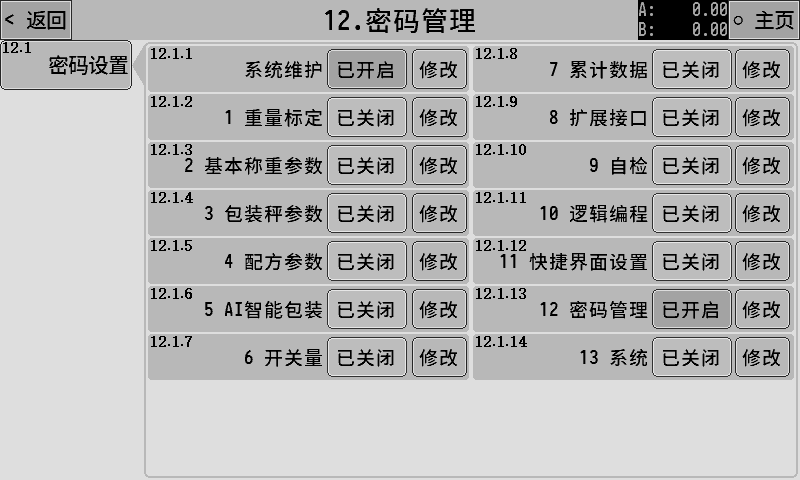 < 返回
12.密码管理
A: 0.00
B: 0.00
○ 主页
12.1
密码设置
12.1.1
系统维护 已开启 修改
12.1.2
1 重量标定 已关闭 修改
12.1.3
2 基本称重参数 已关闭 修改
12.1.4
3 包装秤参数 已关闭 修改
12.1.5
4 配方参数 已关闭 修改
12.1.6
5 AI智能包装 已关闭 修改
12.1.7
6 开关量 已关闭 修改
12.1.8
7 累计数据 已关闭 修改
12.1.9
8 扩展接口 已关闭 修改
12.1.10
9 自检 已关闭 修改
12.1.11
10 逻辑编程 已关闭 修改
12.1.12
11 快捷界面设置 已关闭 修改
12.1.13
12 密码管理 已开启 修改
12.1.14
13 系统 已关闭 修改